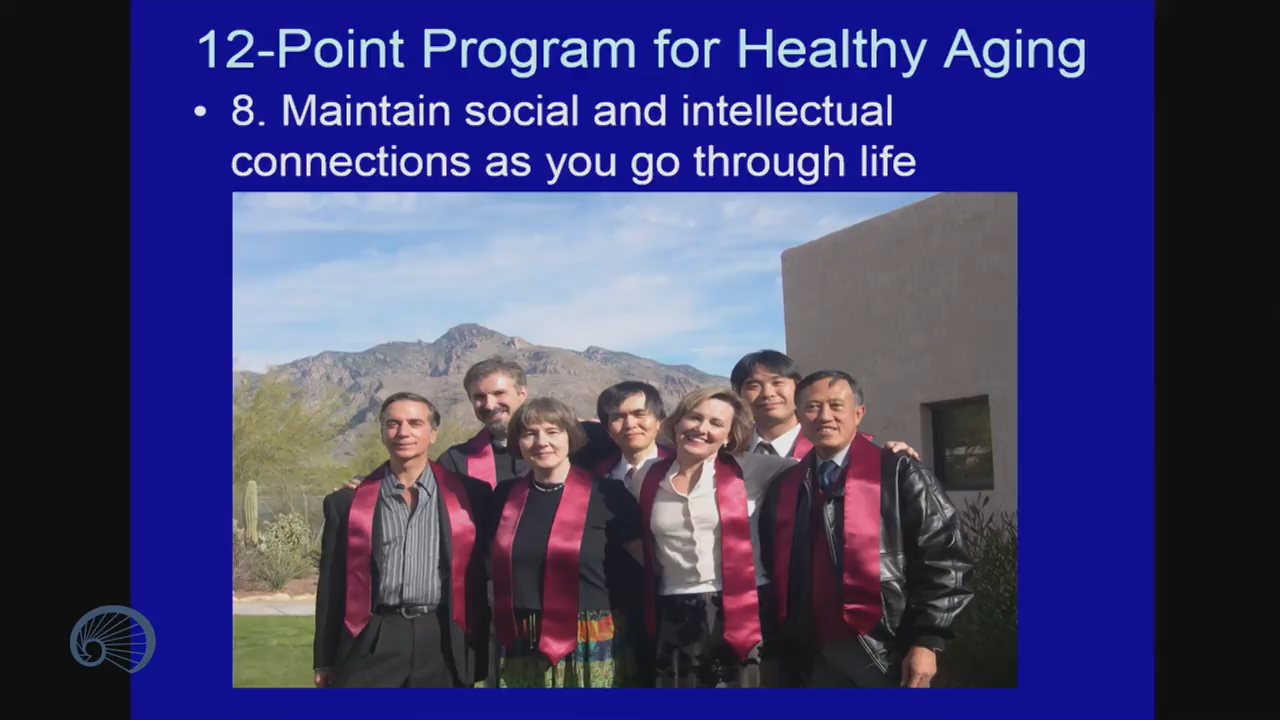 12-Point Program for Healthy Aging
• 8. Maintain social and intellectual
connections as you go through life